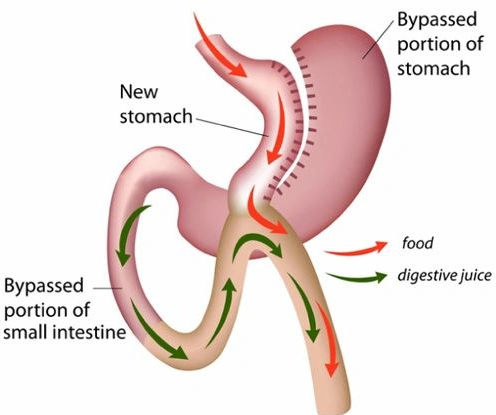 Bypassed
portion of
stomach
New
stomach
food
digestive juice
Bypassed
portion of
small intestine